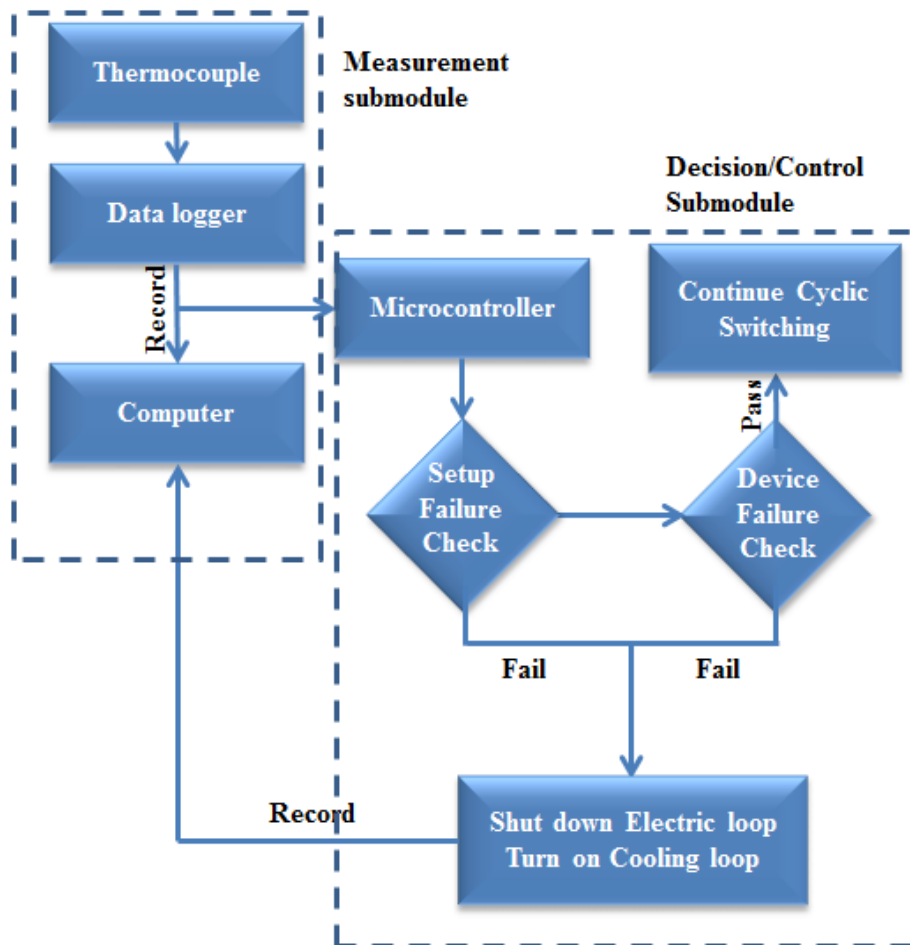 Thermocouple
Measurement
submodule
Data logger
Decision/Control
Submodule
Record
Microcontroller
Continue Cyclic
Switching
Computer
Pass
Setup
Failure
Check
Device
Failure
Check
Fail
Fail
Record
Shut down Electric loop
Turn on Cooling loop